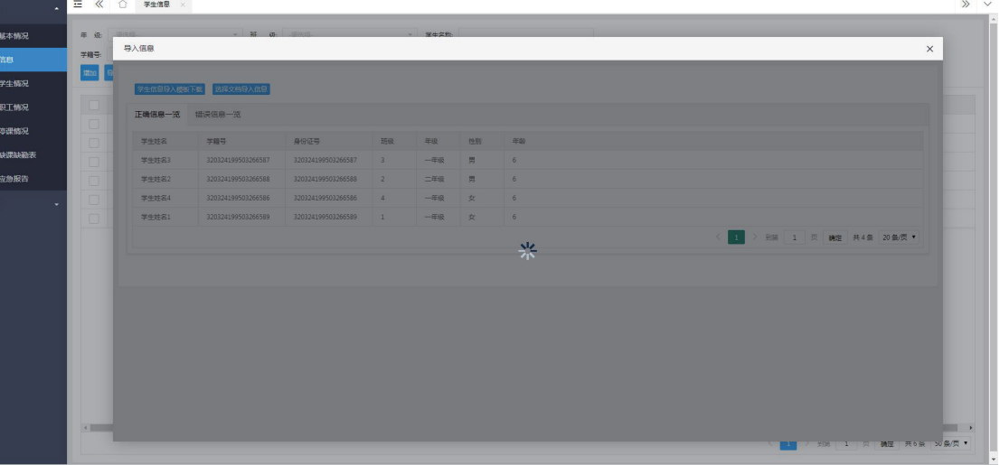 学生信息
基本情况
信息
学生情况
职工情况
停课情况
缺课缺勤表
应急报告
年 级:
班 级:
学生名称:
学籍号:
增加
导入信息
学生信息导入模板下载 选择文档导入信息
正确信息一览 错误信息一览
学生姓名 学籍号 身份证号 班级 年级 性别 年龄
学生姓名3 320324199503266587 320324199503266587 3 一年级 男 6
学生姓名2 320324199503266588 320324199503266588 2 二年级 男 6
学生姓名4 320324199503266586 320324199503266586 4 一年级 女 6
学生姓名1 320324199503266589 320324199503266589 1 一年级 女 6
1 到第 1 页 确定 共 4 条 20 条/页
1 到第 1 页 确定 共 6 条 50 条/页